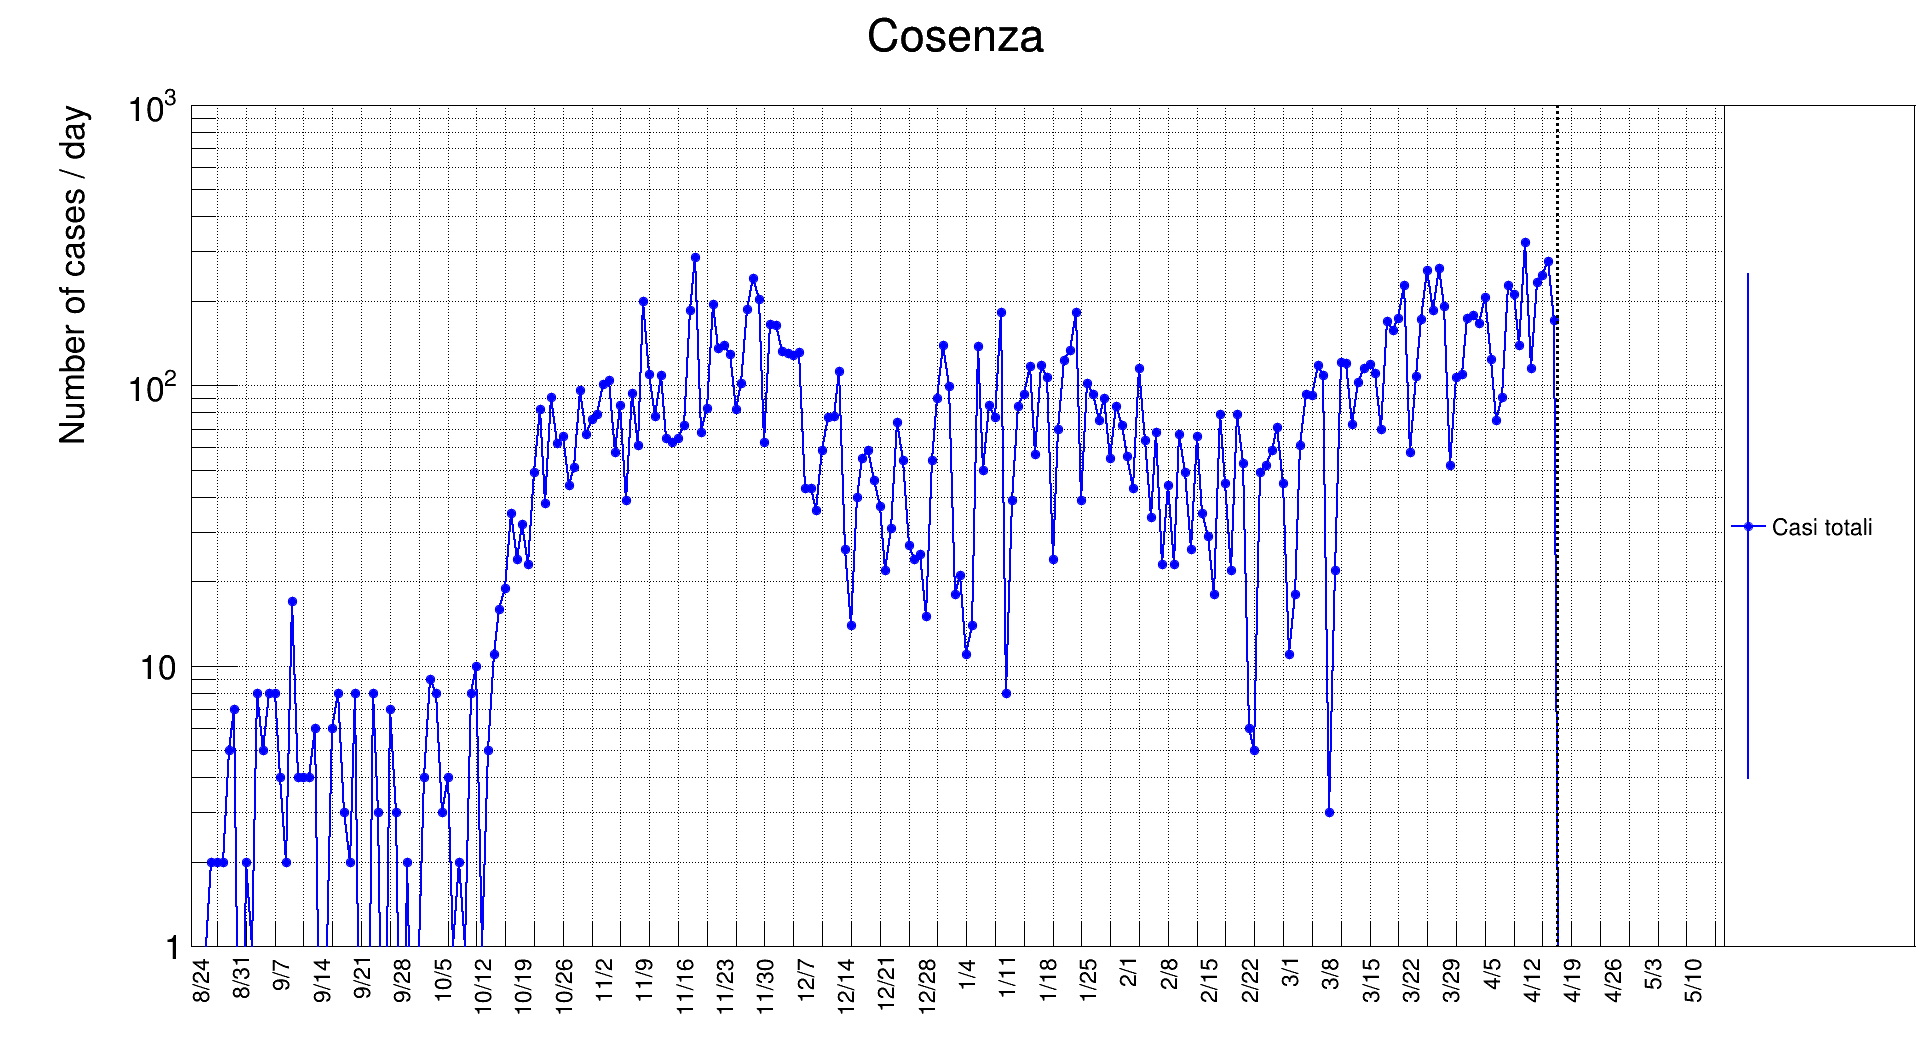 Cosenza
Number of cases / day
10³
10²
10
1
8/24 8/31 9/7 9/14 9/21 9/28 10/5 10/12 10/19 10/26 11/2 11/9 11/16 11/23 11/30 12/7 12/14 12/21 12/28 1/4 1/11 1/18 1/25 2/1 2/8 2/15 2/22 3/1 3/8 3/15 3/22 3/29 4/5 4/12 4/19 4/26 5/3 5/10
Casi totali